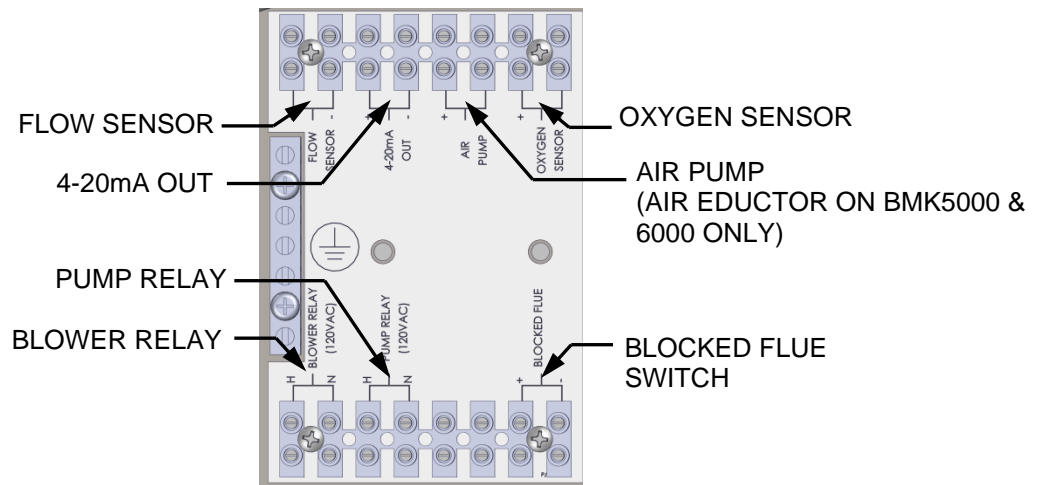 FLOW SENSOR
4-20mA OUT
PUMP RELAY
BLOWER RELAY
OXYGEN SENSOR
AIR PUMP
(AIR EDUCTOR ON BMK5000 &
6000 ONLY)
BLOCKED FLUE
SWITCH
-
FLOW
SENSOR
+ -
4-20mA
OUT
+
AIR
PUMP
+
OXYGEN
SENSOR
BLOWER RELAY
(120VAC)
H N
PUMP RELAY
(120VAC)
H N
BLOCKED FLUE
+ -